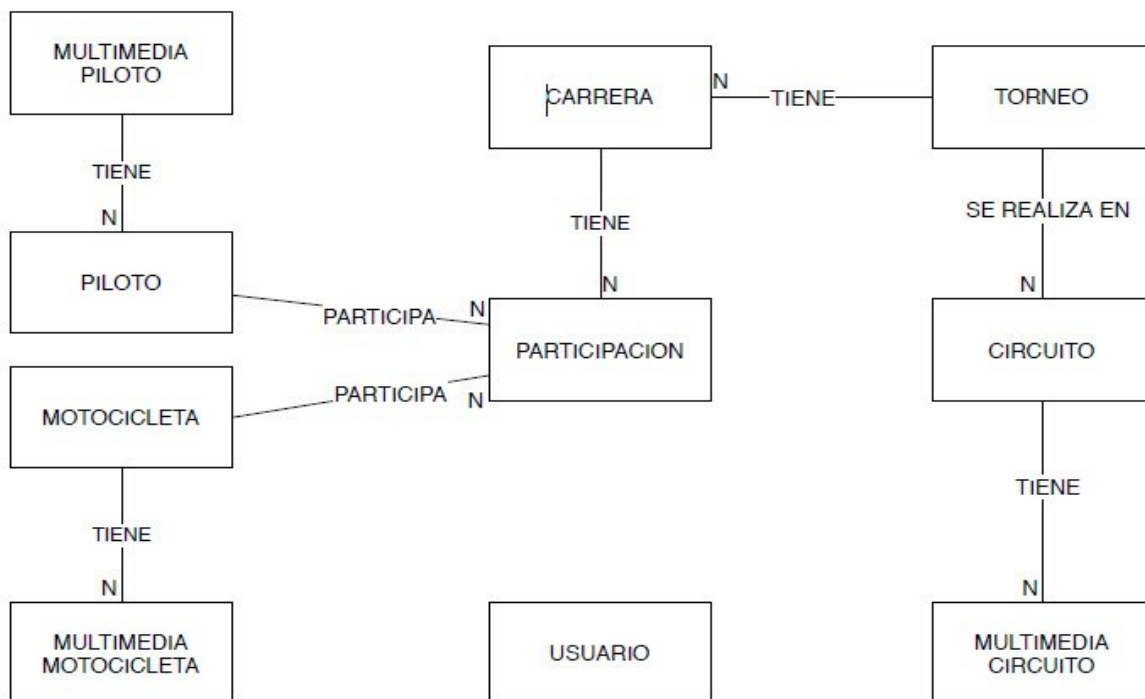 MULTIMEDIA
PILOTO
CARRERA
N
TIENE
TORNEO
TIENE
N
PILOTO
TIENE
SE REALIZA EN
N
PARTICIPA
N
N
PARTICIPACION
CIRCUITO
MOTOCICLETA
PARTICIPA
N
TIENE
N
TIENE
N
MULTIMEDIA
MOTOCICLETA
USUARIO
MULTIMEDIA
CIRCUITO